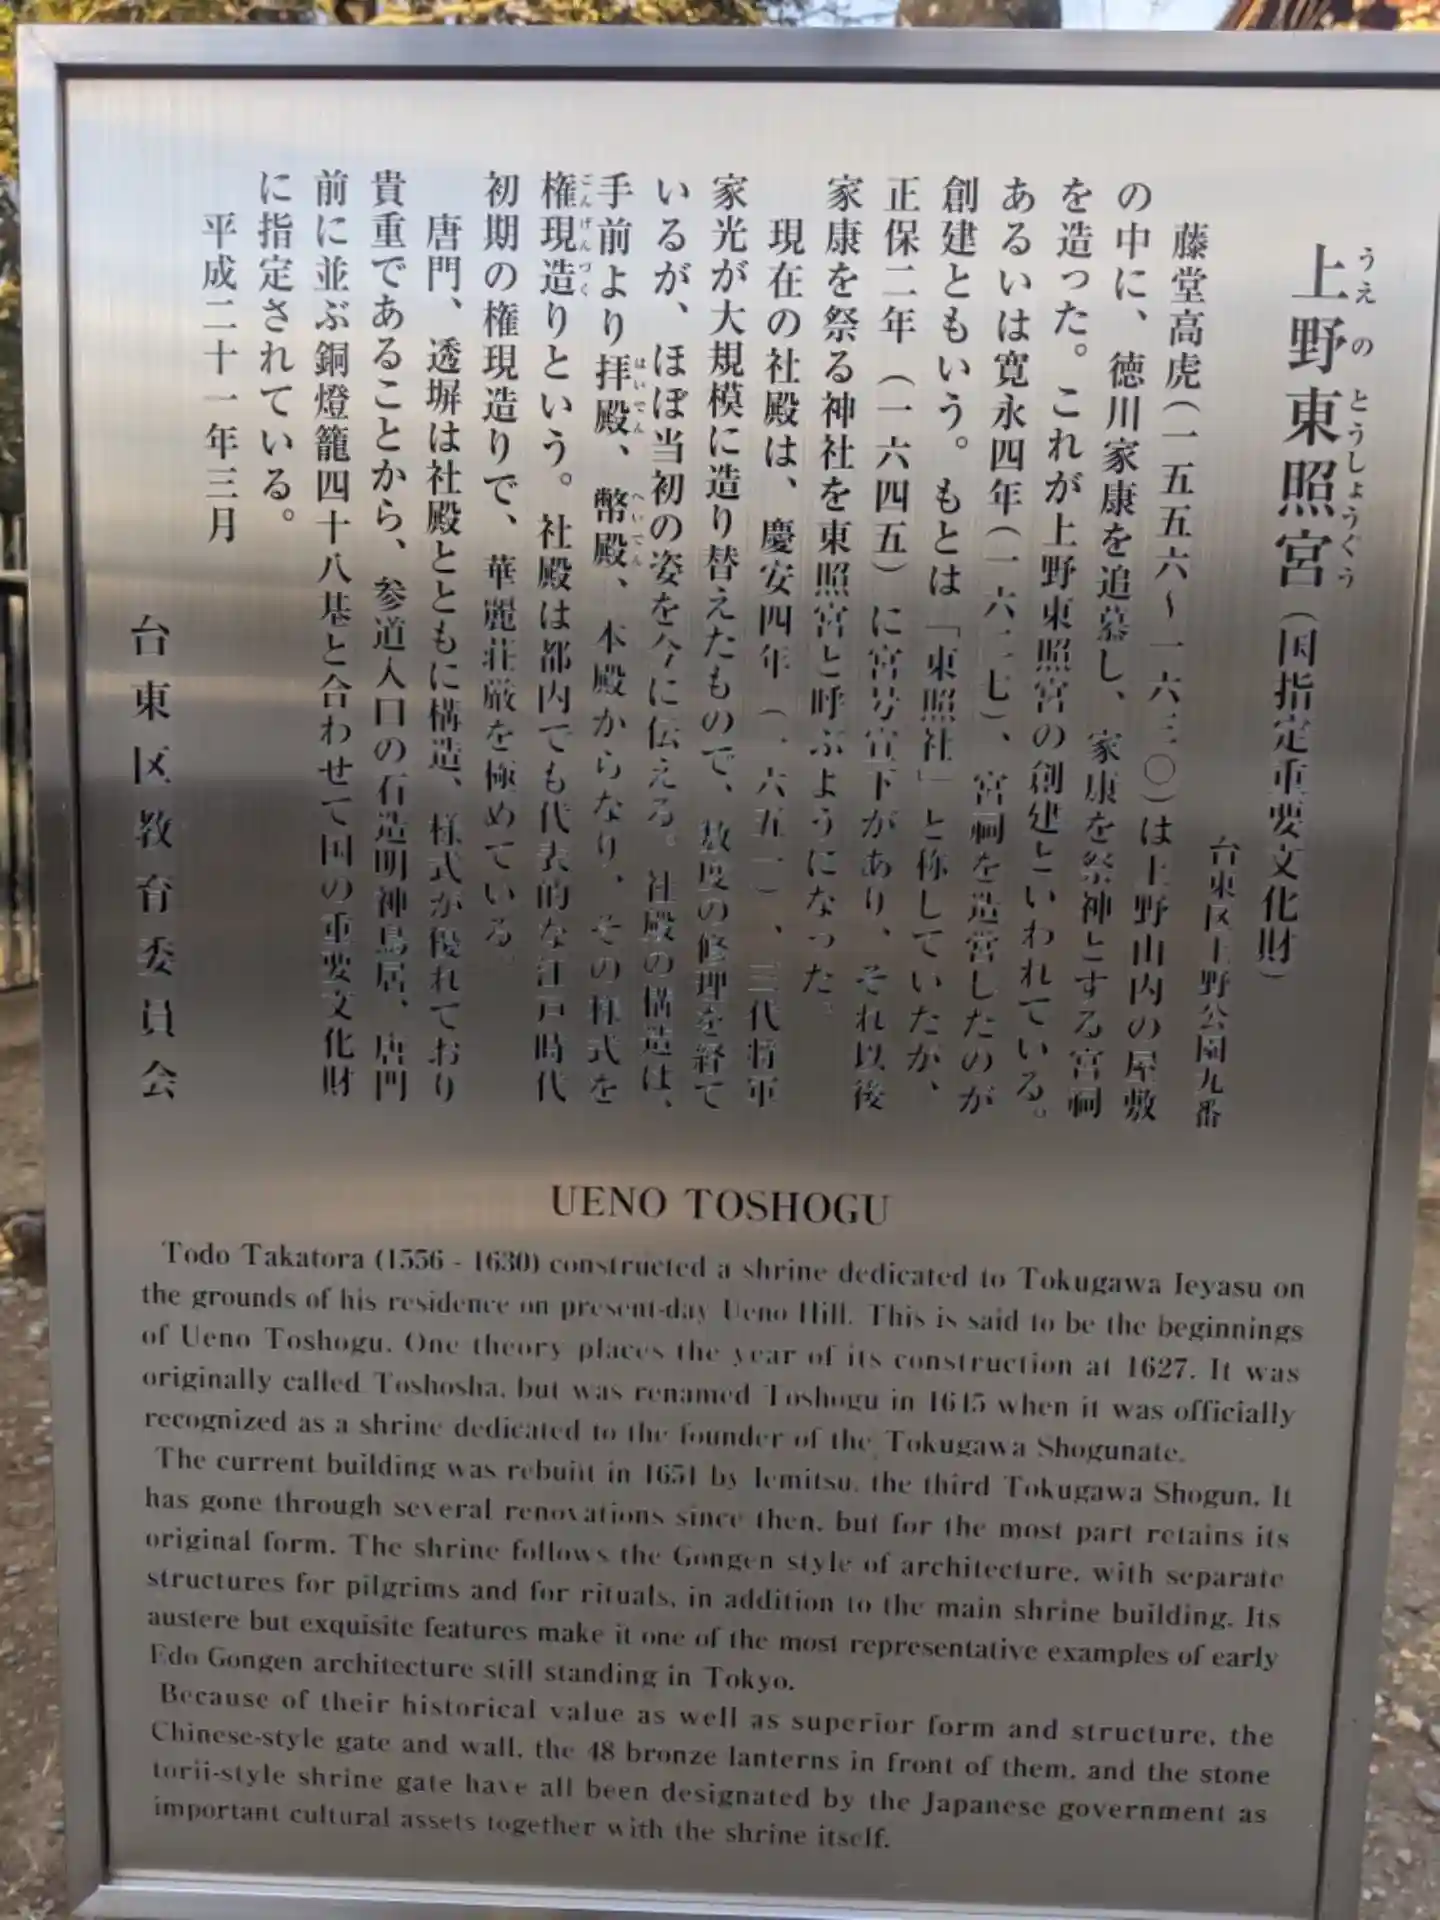 上野東照宮（国指定重要文化財）
うえのとうしょうぐう
台東区上野公園九番
藤堂高虎（一五五六〜一六三〇）は上野山内の屋敷
の中に、徳川家康を追慕し、家康を祭神とする宮祠
を造った。これが上野東照宮の創建といわれている。
あるいは寛永四年（一六二七）、宮祠を造営したのが
創建ともいう。もとは「東照社」と称していたが、
正保二年（一六四五）に宮号宣下があり、それ以後
家康を祭る神社を東照宮と呼ぶようになった。
現在の社殿は、慶安四年（一六五一）、三代将軍
家光が大規模に造り替えたもので、数度の修理を経て
いるが、ほぼ当初の姿を今に伝える。社殿の構造は、
手前より拝殿、幣殿、本殿からなり、その様式を
はいでん へいでん
権現造りという。社殿は都内でも代表的な江戸時代
ごんげんづく
初期の権現造りで、華麗荘厳を極めている。
唐門、透塀は社殿とともに構造、様式が優れており
貴重であることから、参道入口の石造明神鳥居、唐門
前に並ぶ銅燈籠四十八基と合わせて国の重要文化財
に指定されている。
平成二十一年三月
台東区教育委員会
UENO TOSHOGU
Todo Takatora (1556 - 1630) constructed a shrine dedicated to Tokugawa Ieyasu on
the grounds of his residence on present-day Ueno Hill. This is said to be the beginnings
of Ueno Toshogu. One theory places the year of its construction at 1627. It was
originally called Toshosha, but was renamed Toshogu in 1645 when it was officially
recognized as a shrine dedicated to the founder of the Tokugawa Shogunate.
The current building was rebuilt in 1651 by Iemitsu, the third Tokugawa Shogun. It
has gone through several renovations since then, but for the most part retains its
original form. The shrine follows the Gongen style of architecture, with separate
structures for pilgrims and for rituals, in addition to the main shrine building. Its
austere but exquisite features make it one of the most representative examples of early
Edo Gongen architecture still standing in Tokyo.
Because of their historical value as well as superior form and structure, the
Chinese-style gate and wall, the 48 bronze lanterns in front of them, and the stone
torii-style shrine gate have all been designated by the Japanese government as
important cultural assets together with the shrine itself.